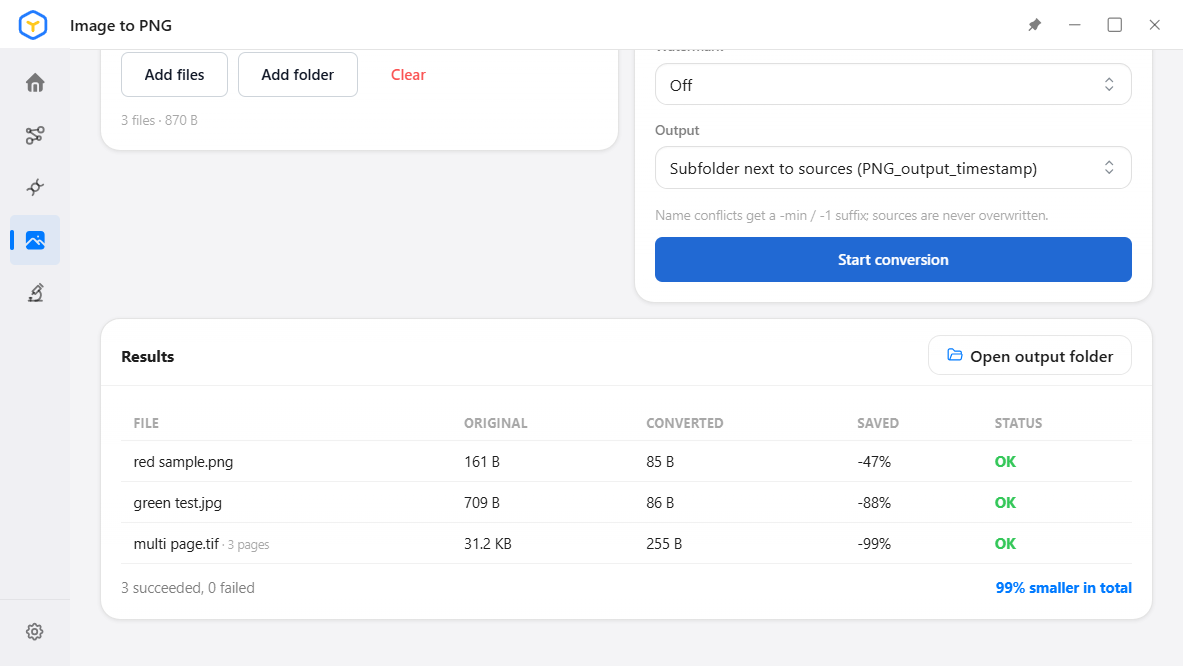 Image to PNG
Add files
Add folder
Clear
3 files · 870 B
Watermark
Off
Output
Subfolder next to sources (PNG_output_timestamp)
Name conflicts get a -min / -1 suffix; sources are never overwritten.
Start conversion
Results
Open output folder
FILE ORIGINAL CONVERTED SAVED STATUS
red sample.png 161 B 85 B -47% OK
green test.jpg 709 B 86 B -88% OK
multi page.tif · 3 pages 31.2 KB 255 B -99% OK
3 succeeded, 0 failed
99% smaller in total